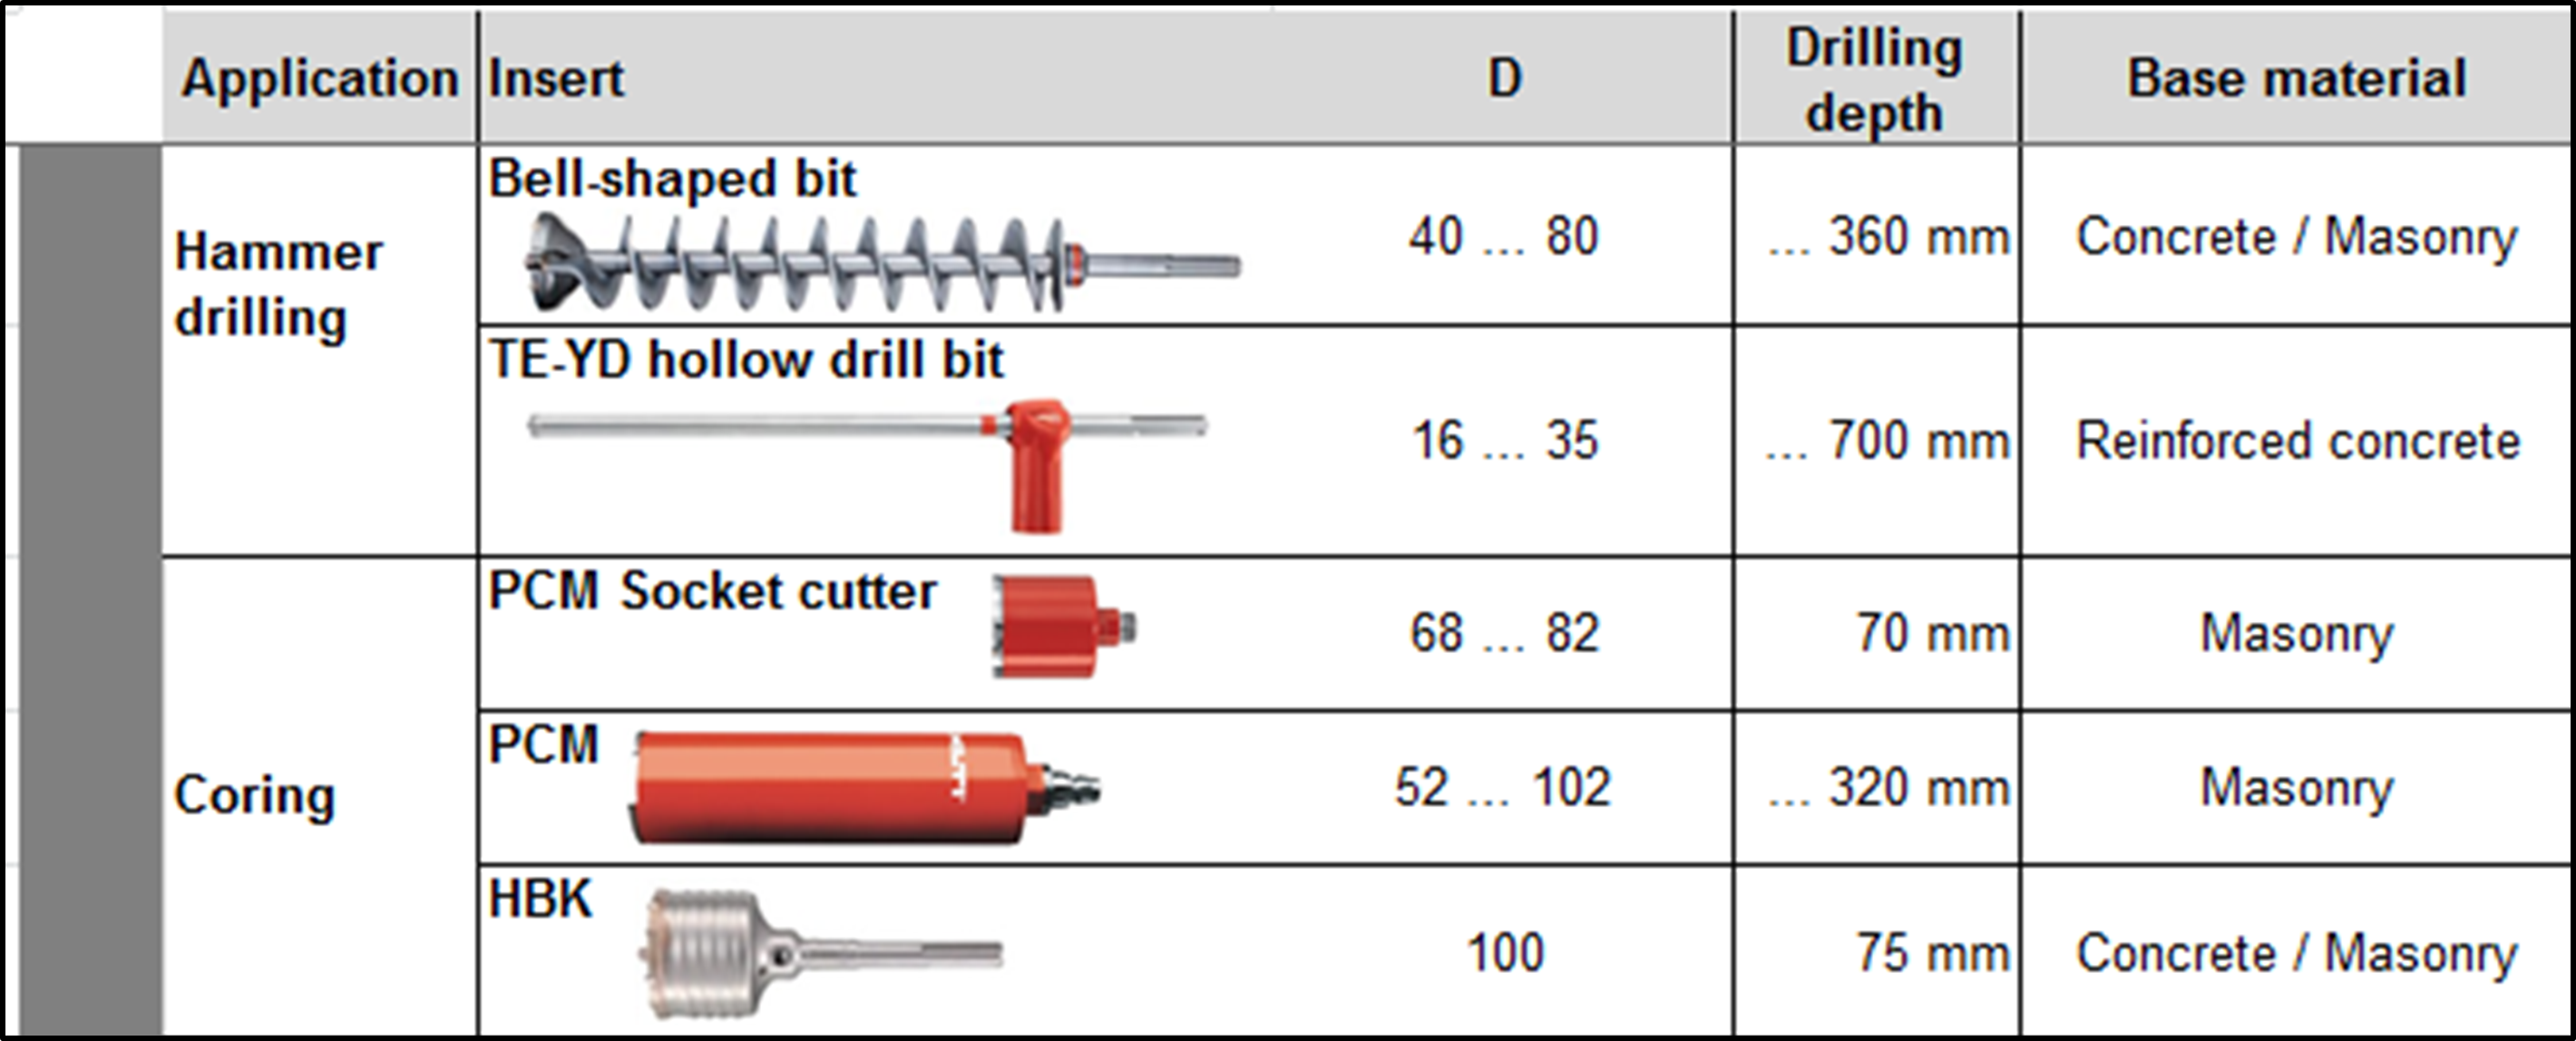 Application Insert D Drilling depth Base material
Hammer drilling
Bell-shaped bit
40 ... 80 ... 360 mm Concrete / Masonry
TE-YD hollow drill bit
16 ... 35 ... 700 mm Reinforced concrete
Coring
PCM Socket cutter
68 ... 82 70 mm Masonry
PCM
HILTI
52 ... 102 ... 320 mm Masonry
HBK
100 75 mm Concrete / Masonry